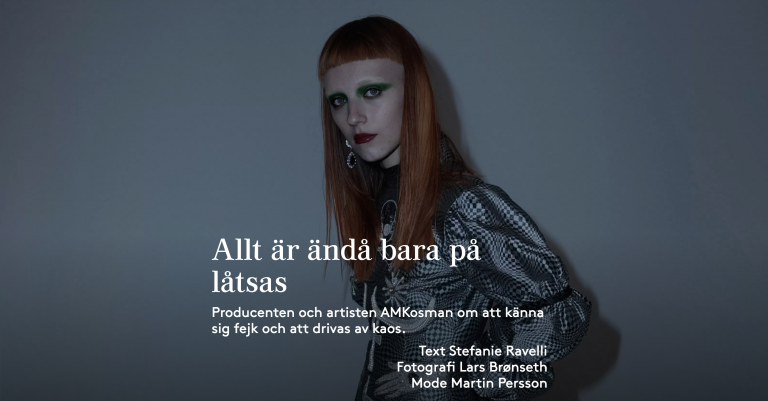 Allt är ändå bara på
låtsas
Producenten och artisten AMKosman om att känna
sig fejk och att drivas av kaos.
Text Stefanie Ravelli
Fotografi Lars Brønseth
Mode Martin Persson